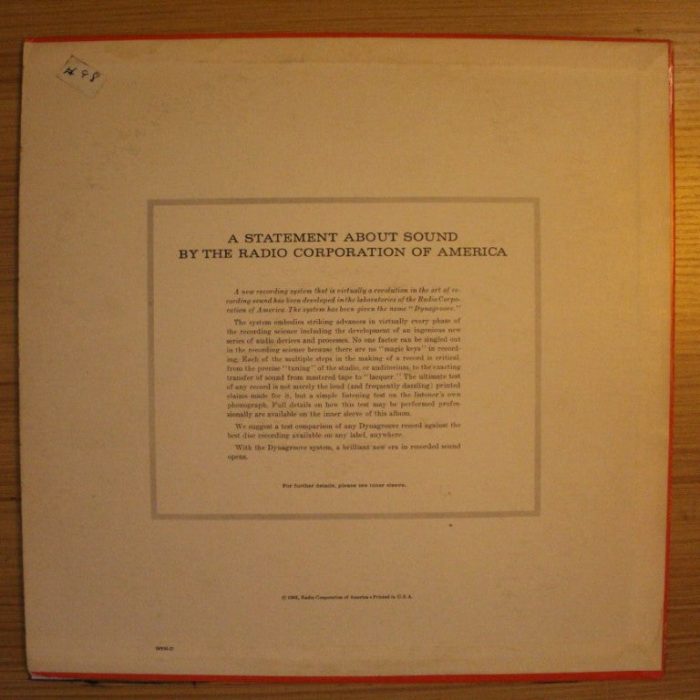 498
A STATEMENT ABOUT SOUND
BY THE RADIO CORPORATION OF AMERICA
A new recording system that is virtually a revolution in the art of re-
cording sound has been developed in the laboratories of the Radio Corpo-
ration of America. The system has been given the name "Dynagroove."
The system embodies striking advances in virtually every phase of
the recording science including the development of an ingenious new
series of audio devices and processes. No one factor can be singled out
in the recording science because there are no "magic keys" in record-
ing. Each of the multiple steps in the making of a record is critical,
from the precise "tuning" of the studio, or auditorium, to the exacting
transfer of sound from mastered tape to "lacquer." The ultimate test
of any record is not merely the loud (and frequently dazzling) printed
claims made for it, but a simple listening test on the listener's own
phonograph. Full details on how this test may be performed profes-
sionally are available on the inner sleeve of this album.
We suggest a test comparison of any Dynagroove record against the
best disc recording available on any label, anywhere.
With the Dynagroove system, a brilliant new era in recorded sound
opens.
For further details, please see inner sleeve.
© Radio Corporation of America • Printed in U.S.A.